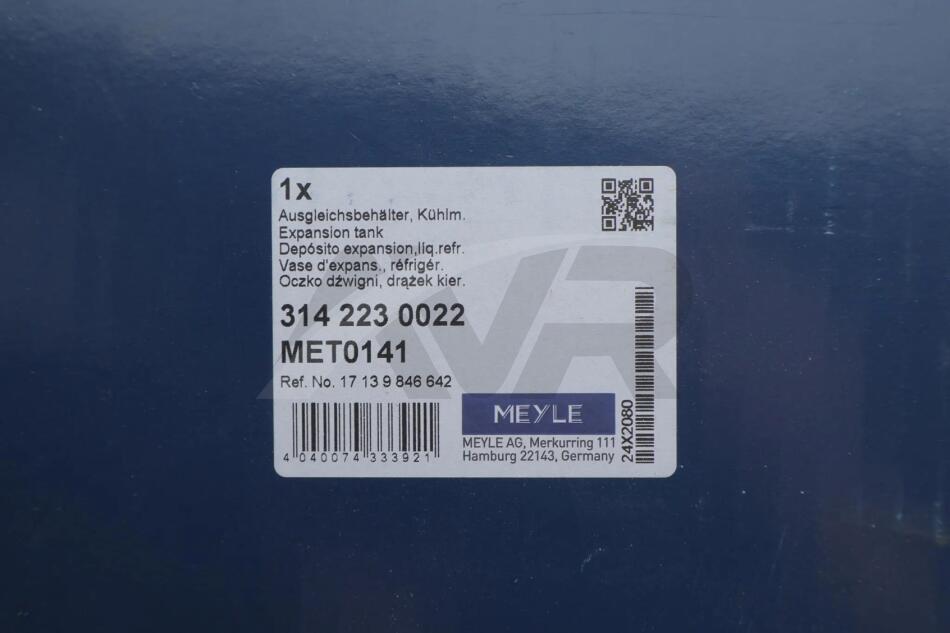 1x
Ausgleichsbehälter, Kühlm.
Expansion tank
Depósito expansion,liq.refr.
Vase d'expans., réfrigér.
Oczko dźwigni, drążek kier.
314 223 0022
MET0141
Ref. No. 17 13 9 846 642
4 040074 333921
MEYLE
MEYLE AG, Merkurring 111
Hamburg 22143, Germany
24X2080
AVR